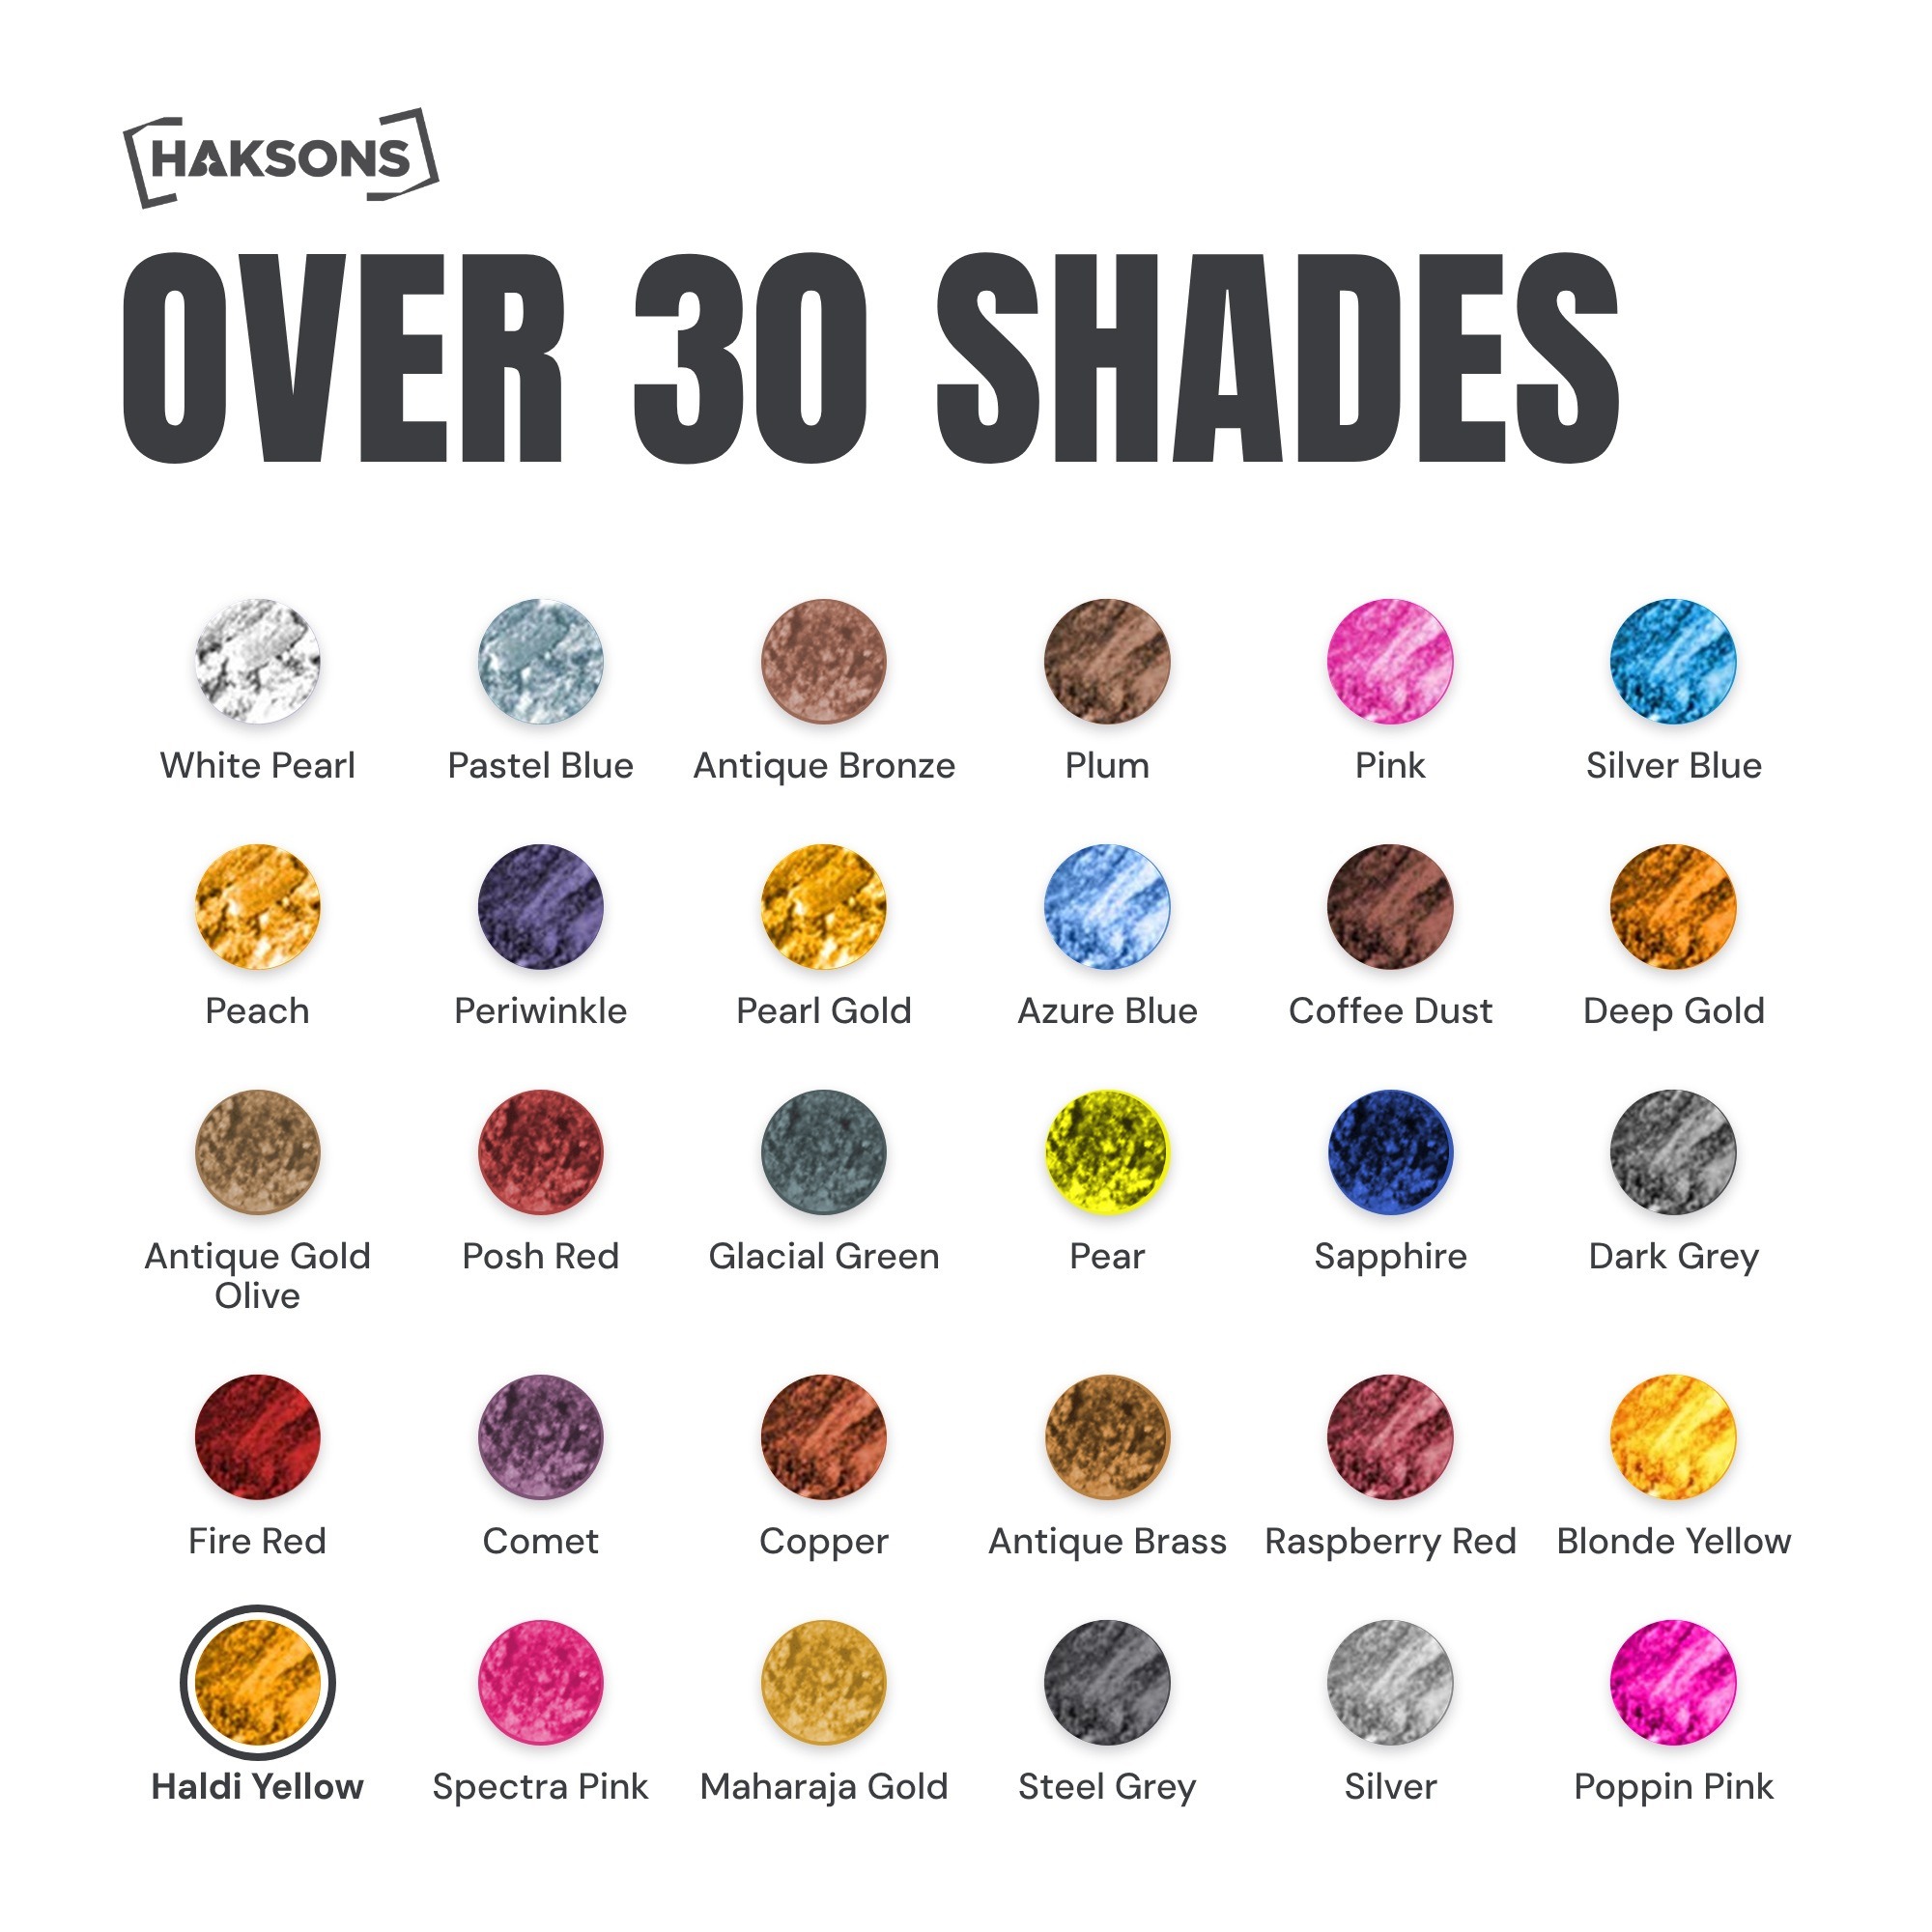 HAKSONS
OVER 30 SHADES
White Pearl
Pastel Blue
Antique Bronze
Plum
Pink
Silver Blue
Peach
Periwinkle
Pearl Gold
Azure Blue
Coffee Dust
Deep Gold
Antique Gold
Olive
Posh Red
Glacial Green
Pear
Sapphire
Dark Grey
Fire Red
Comet
Copper
Antique Brass
Raspberry Red
Blonde Yellow
Haldi Yellow
Spectra Pink
Maharaja Gold
Steel Grey
Silver
Poppin Pink